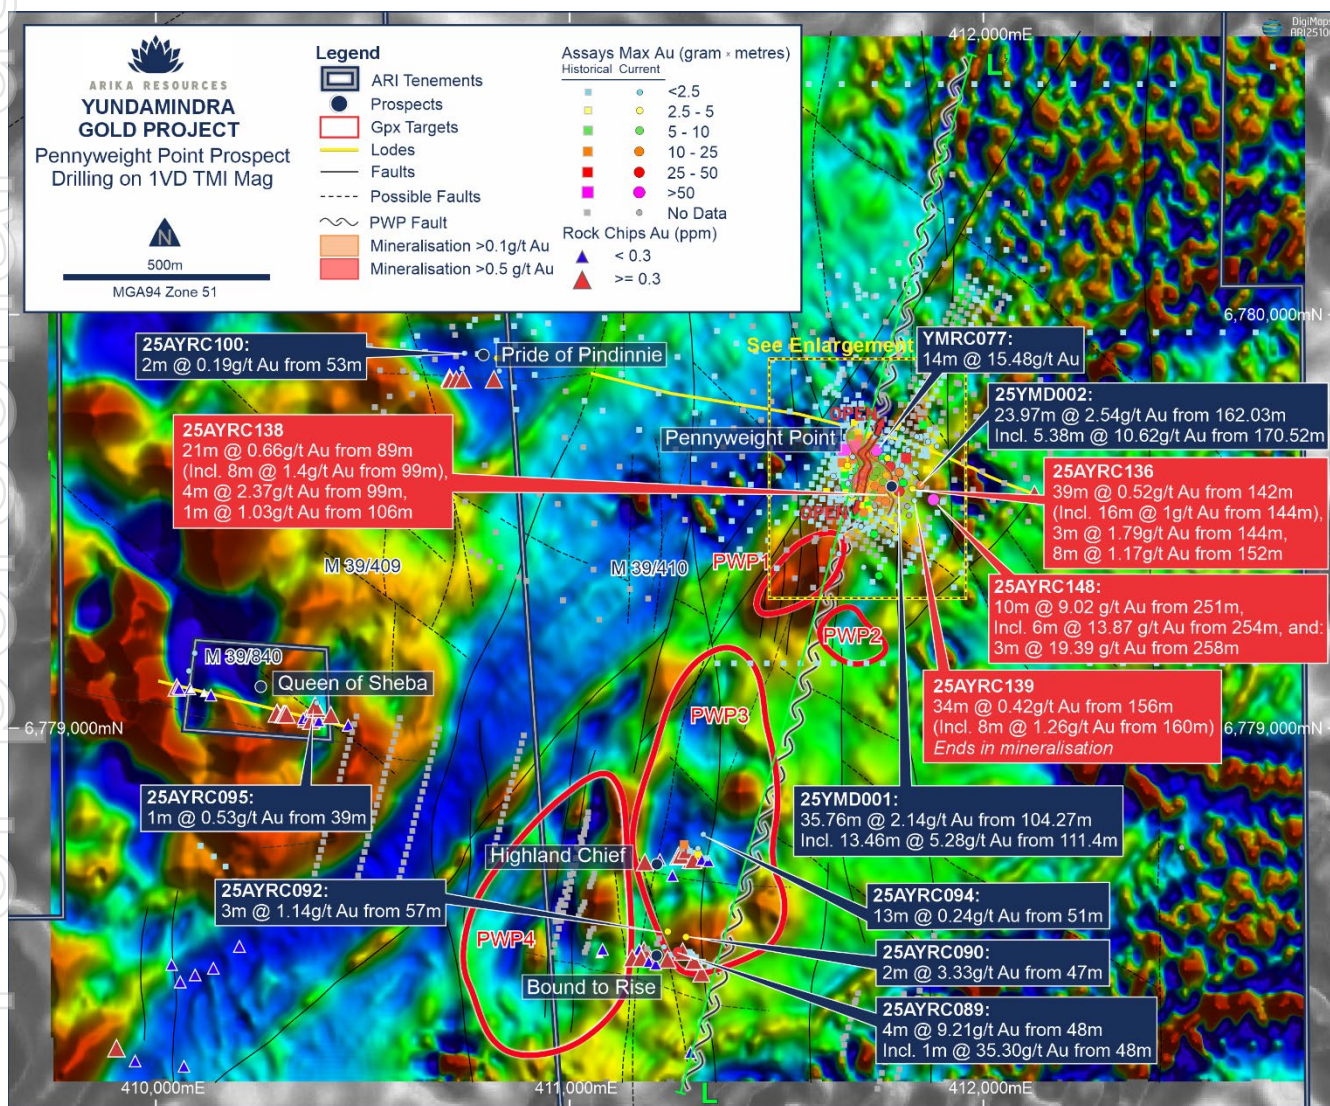 412,000mE
DigiMaps
L
ARIKA RESOURCES
YUNDAMINDRA
GOLD PROJECT
Pennyweight Point Prospect
Drilling on 1VD TMI Mag
N
500m
MGA94 Zone 51
Legend
ARI Tenements
Prospects
Gpx Targets
Lodes
Faults
Possible Faults
PWP Fault
Mineralisation >0.1g/t Au
Mineralisation >0.5 g/t Au
Assays Max Au (gram x metres)
Historical Current
<2.5
2.5 - 5
5 - 10
10 - 25
25 - 50
>50
No Data
Rock Chips Au (ppm)
< 0.3
>= 0.3
6,780,000mN
25AYRC100:
2m @ 0.19g/t Au from 53m
Pride of Pindinnie
See Enlargement
YMRC077:
14m @ 15.48g/t Au
25YMD002:
23.97m @ 2.54g/t Au from 162.03m
Incl. 5.38m @ 10.62g/t Au from 170.52m
OPEN
Pennyweight Point
25AYRC138
21m @ 0.66g/t Au from 89m
(Incl. 8m @ 1.4g/t Au from 99m),
4m @ 2.37g/t Au from 99m,
1m @ 1.03g/t Au from 106m
25AYRC136
39m @ 0.52g/t Au from 142m
(Incl. 16m @ 1g/t Au from 144m),
3m @ 1.79g/t Au from 144m,
8m @ 1.17g/t Au from 152m
OPEN
M 39/409
M 39/410
PWP1
25AYRC148:
10m @ 9.02 g/t Au from 251m,
Incl. 6m @ 13.87 g/t Au from 254m, and:
3m @ 19.39 g/t Au from 258m
PWP2
M 39/840
Queen of Sheba
25AYRC139
34m @ 0.42g/t Au from 156m
(Incl. 8m @ 1.26g/t Au from 160m)
Ends in mineralisation
PWP3
6,779,000mN
6,779,000mN
25AYRC095:
1m @ 0.53g/t Au from 39m
25YMD001:
35.76m @ 2.14g/t Au from 104.27m
Incl. 13.46m @ 5.28g/t Au from 111.4m
Highland Chief
25AYRC092:
3m @ 1.14g/t Au from 57m
25AYRC094:
13m @ 0.24g/t Au from 51m
PWP4
25AYRC090:
2m @ 3.33g/t Au from 47m
Bound to Rise
25AYRC089:
4m @ 9.21g/t Au from 48m
Incl. 1m @ 35.30g/t Au from 48m
410,000mE
411,000mE
412,000mE
L